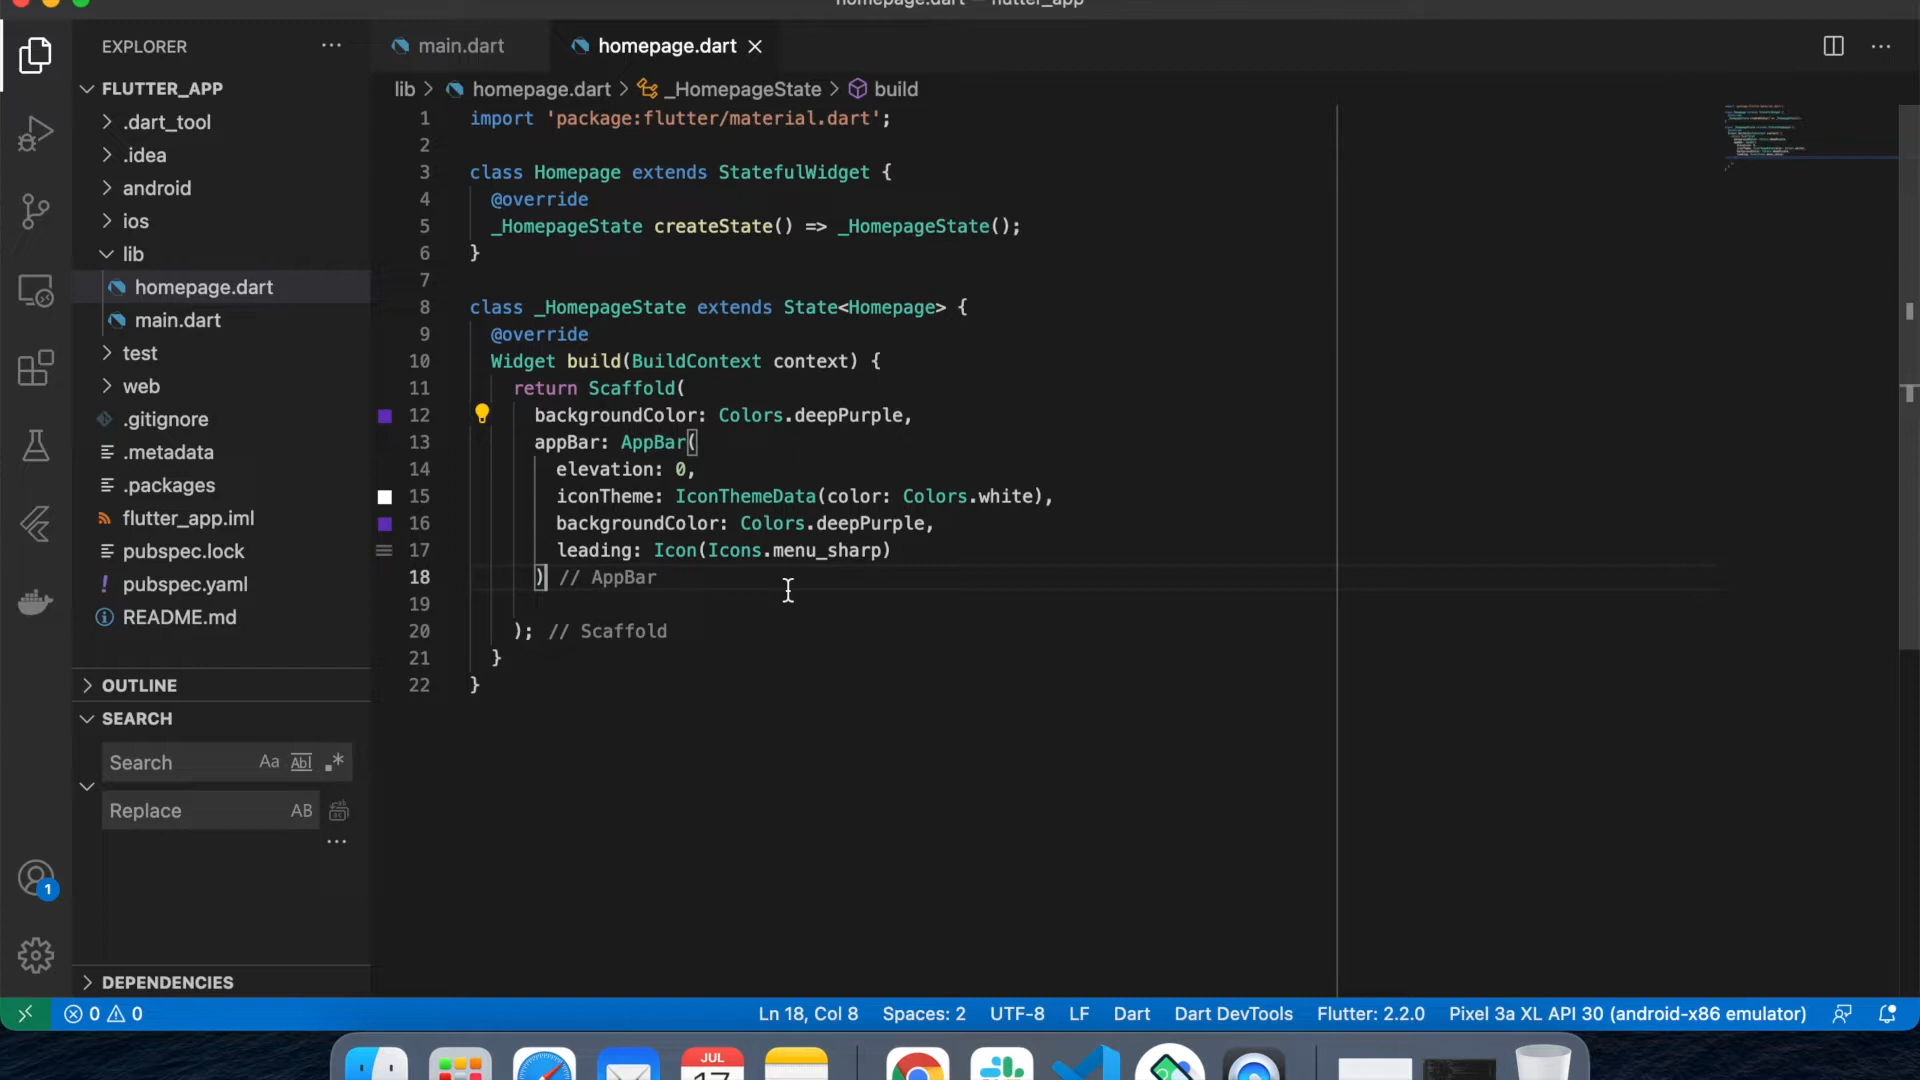 homepage.dart — flutter_app
EXPLORER
FLUTTER_APP
.dart_tool
.idea
android
ios
lib
homepage.dart
main.dart
test
web
.gitignore
.metadata
.packages
flutter_app.iml
pubspec.lock
pubspec.yaml
README.md
OUTLINE
SEARCH
Search Aa Abl .*
Replace AB
DEPENDENCIES
1
main.dart homepage.dart
lib > homepage.dart > _HomepageState > build
1 import 'package:flutter/material.dart';
2
3 class Homepage extends StatefulWidget {
4 @override
5 _HomepageState createState() => _HomepageState();
6 }
7
8 class _HomepageState extends State<Homepage> {
9 @override
10 Widget build(BuildContext context) {
11 return Scaffold(
12 backgroundColor: Colors.deepPurple,
13 appBar: AppBar(
14 elevation: 0,
15 iconTheme: IconThemeData(color: Colors.white),
16 backgroundColor: Colors.deepPurple,
17 leading: Icon(Icons.menu_sharp)
18 ) // AppBar
19
20 ); // Scaffold
21 }
22 }
0 0 Ln 18, Col 8 Spaces: 2 UTF-8 LF Dart Dart DevTools Flutter: 2.2.0 Pixel 3a XL API 30 (android-x86 emulator)
JUL
17